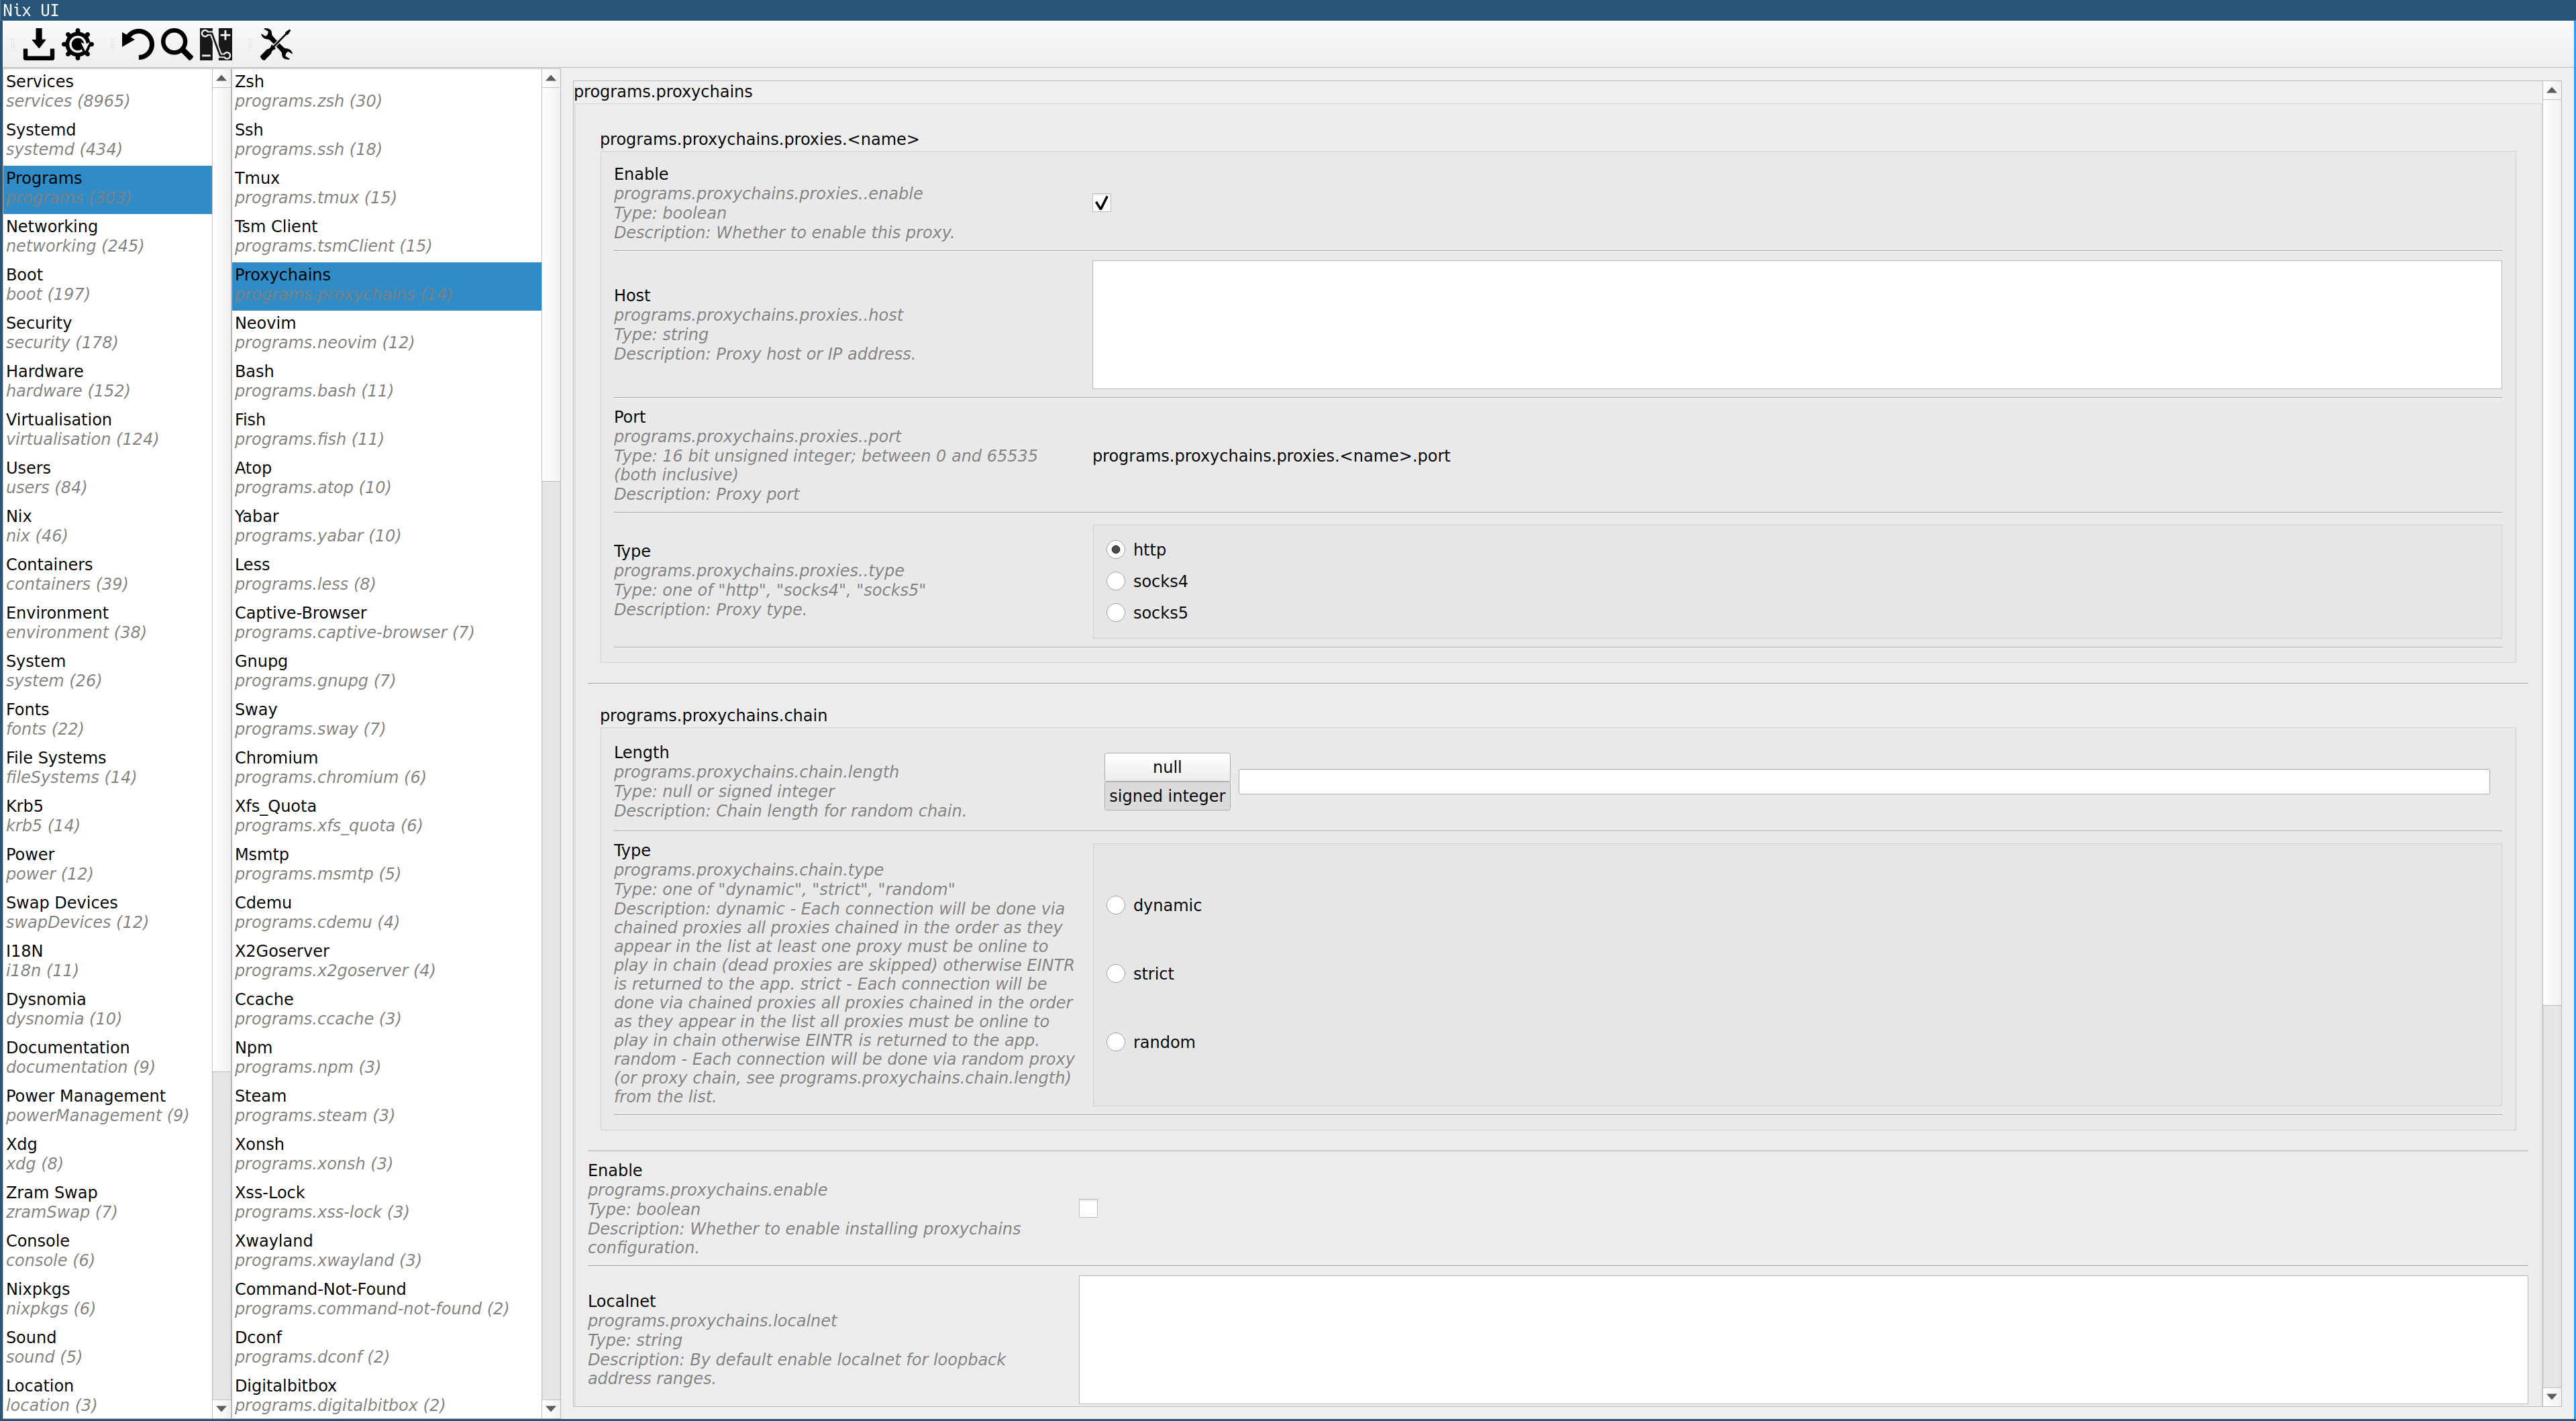 Nix UI
Services
services (8965)
Systemd
systemd (434)
Programs
programs (303)
Networking
networking (245)
Boot
boot (197)
Security
security (178)
Hardware
hardware (152)
Virtualisation
virtualisation (124)
Users
users (84)
Nix
nix (46)
Containers
containers (39)
Environment
environment (38)
System
system (26)
Fonts
fonts (22)
File Systems
fileSystems (14)
Krb5
krb5 (14)
Power
power (12)
Swap Devices
swapDevices (12)
I18N
i18n (11)
Dysnomia
dysnomia (10)
Documentation
documentation (9)
Power Management
powerManagement (9)
Xdg
xdg (8)
Zram Swap
zramSwap (7)
Console
console (6)
Nixpkgs
nixpkgs (6)
Sound
sound (5)
Location
location (3)
Zsh
programs.zsh (30)
Ssh
programs.ssh (18)
Tmux
programs.tmux (15)
Tsm Client
programs.tsmClient (15)
Proxychains
programs.proxychains (14)
Neovim
programs.neovim (12)
Bash
programs.bash (11)
Fish
programs.fish (11)
Atop
programs.atop (10)
Yabar
programs.yabar (10)
Less
programs.less (8)
Captive-Browser
programs.captive-browser (7)
Gnupg
programs.gnupg (7)
Sway
programs.sway (7)
Chromium
programs.chromium (6)
Xfs_Quota
programs.xfs_quota (6)
Msmtp
programs.msmtp (5)
Cdemu
programs.cdemu (4)
X2Goserver
programs.x2goserver (4)
Ccache
programs.ccache (3)
Npm
programs.npm (3)
Steam
programs.steam (3)
Xonsh
programs.xonsh (3)
Xss-Lock
programs.xss-lock (3)
Xwayland
programs.xwayland (3)
Command-Not-Found
programs.command-not-found (2)
Dconf
programs.dconf (2)
Digitalbitbox
programs.digitalbitbox (2)
programs.proxychains
programs.proxychains.proxies.<name>
Enable
programs.proxychains.proxies..enable
Type: boolean
Description: Whether to enable this proxy.
Host
programs.proxychains.proxies..host
Type: string
Description: Proxy host or IP address.
Port
programs.proxychains.proxies..port
Type: 16 bit unsigned integer; between 0 and 65535
(both inclusive)
Description: Proxy port
programs.proxychains.proxies.<name>.port
Type
programs.proxychains.proxies..type
Type: one of "http", "socks4", "socks5"
Description: Proxy type.
http
socks4
socks5
programs.proxychains.chain
Length
programs.proxychains.chain.length
Type: null or signed integer
Description: Chain length for random chain.
null
signed integer
Type
programs.proxychains.chain.type
Type: one of "dynamic", "strict", "random"
Description: dynamic - Each connection will be done via
chained proxies all proxies chained in the order as they
appear in the list at least one proxy must be online to
play in chain (dead proxies are skipped) otherwise EINTR
is returned to the app. strict - Each connection will be
done via chained proxies all proxies chained in the order
as they appear in the list all proxies must be online to
play in chain otherwise EINTR is returned to the app.
random - Each connection will be done via random proxy
(or proxy chain, see programs.proxychains.chain.length)
from the list.
dynamic
strict
random
Enable
programs.proxychains.enable
Type: boolean
Description: Whether to enable installing proxychains
configuration.
Localnet
programs.proxychains.localnet
Type: string
Description: By default enable localnet for loopback
address ranges.